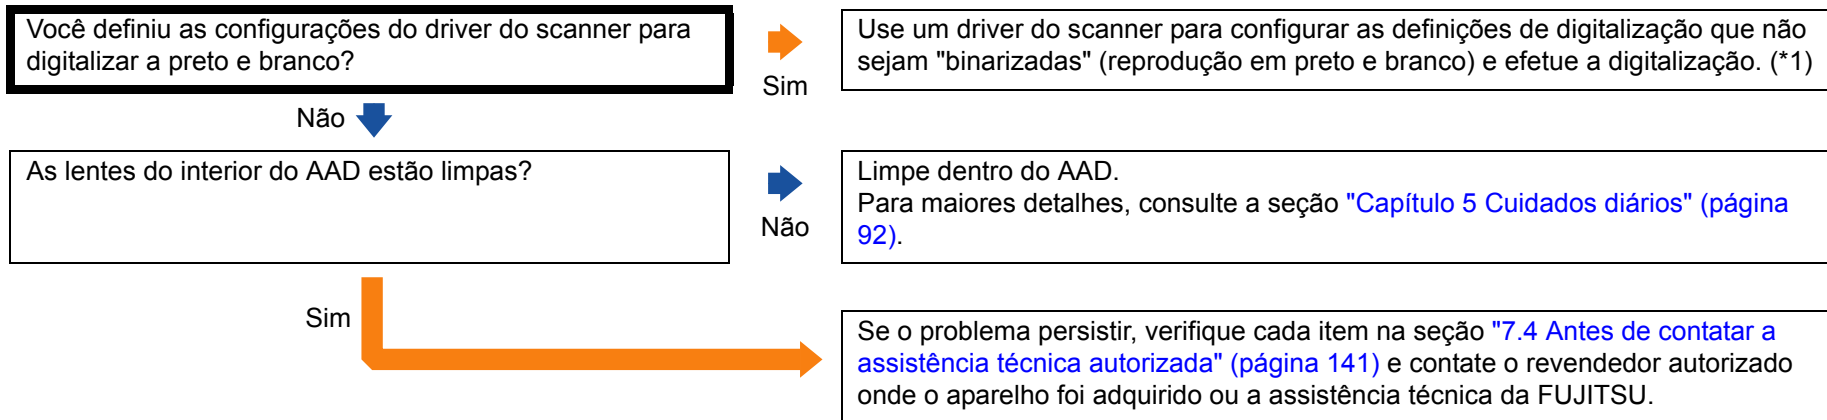 Você definiu as configurações do driver do scanner para
digitalizar a preto e branco?
Sim
Use um driver do scanner para configurar as definições de digitalização que não
sejam "binarizadas" (reprodução em preto e branco) e efetue a digitalização. (*1)
Não
As lentes do interior do AAD estão limpas?
Não
Limpe dentro do AAD.
Para maiores detalhes, consulte a seção "Capítulo 5 Cuidados diários" (página
92).
Sim
Se o problema persistir, verifique cada item na seção "7.4 Antes de contatar a
assistência técnica autorizada" (página 141) e contate o revendedor autorizado
onde o aparelho foi adquirido ou a assistência técnica da FUJITSU.